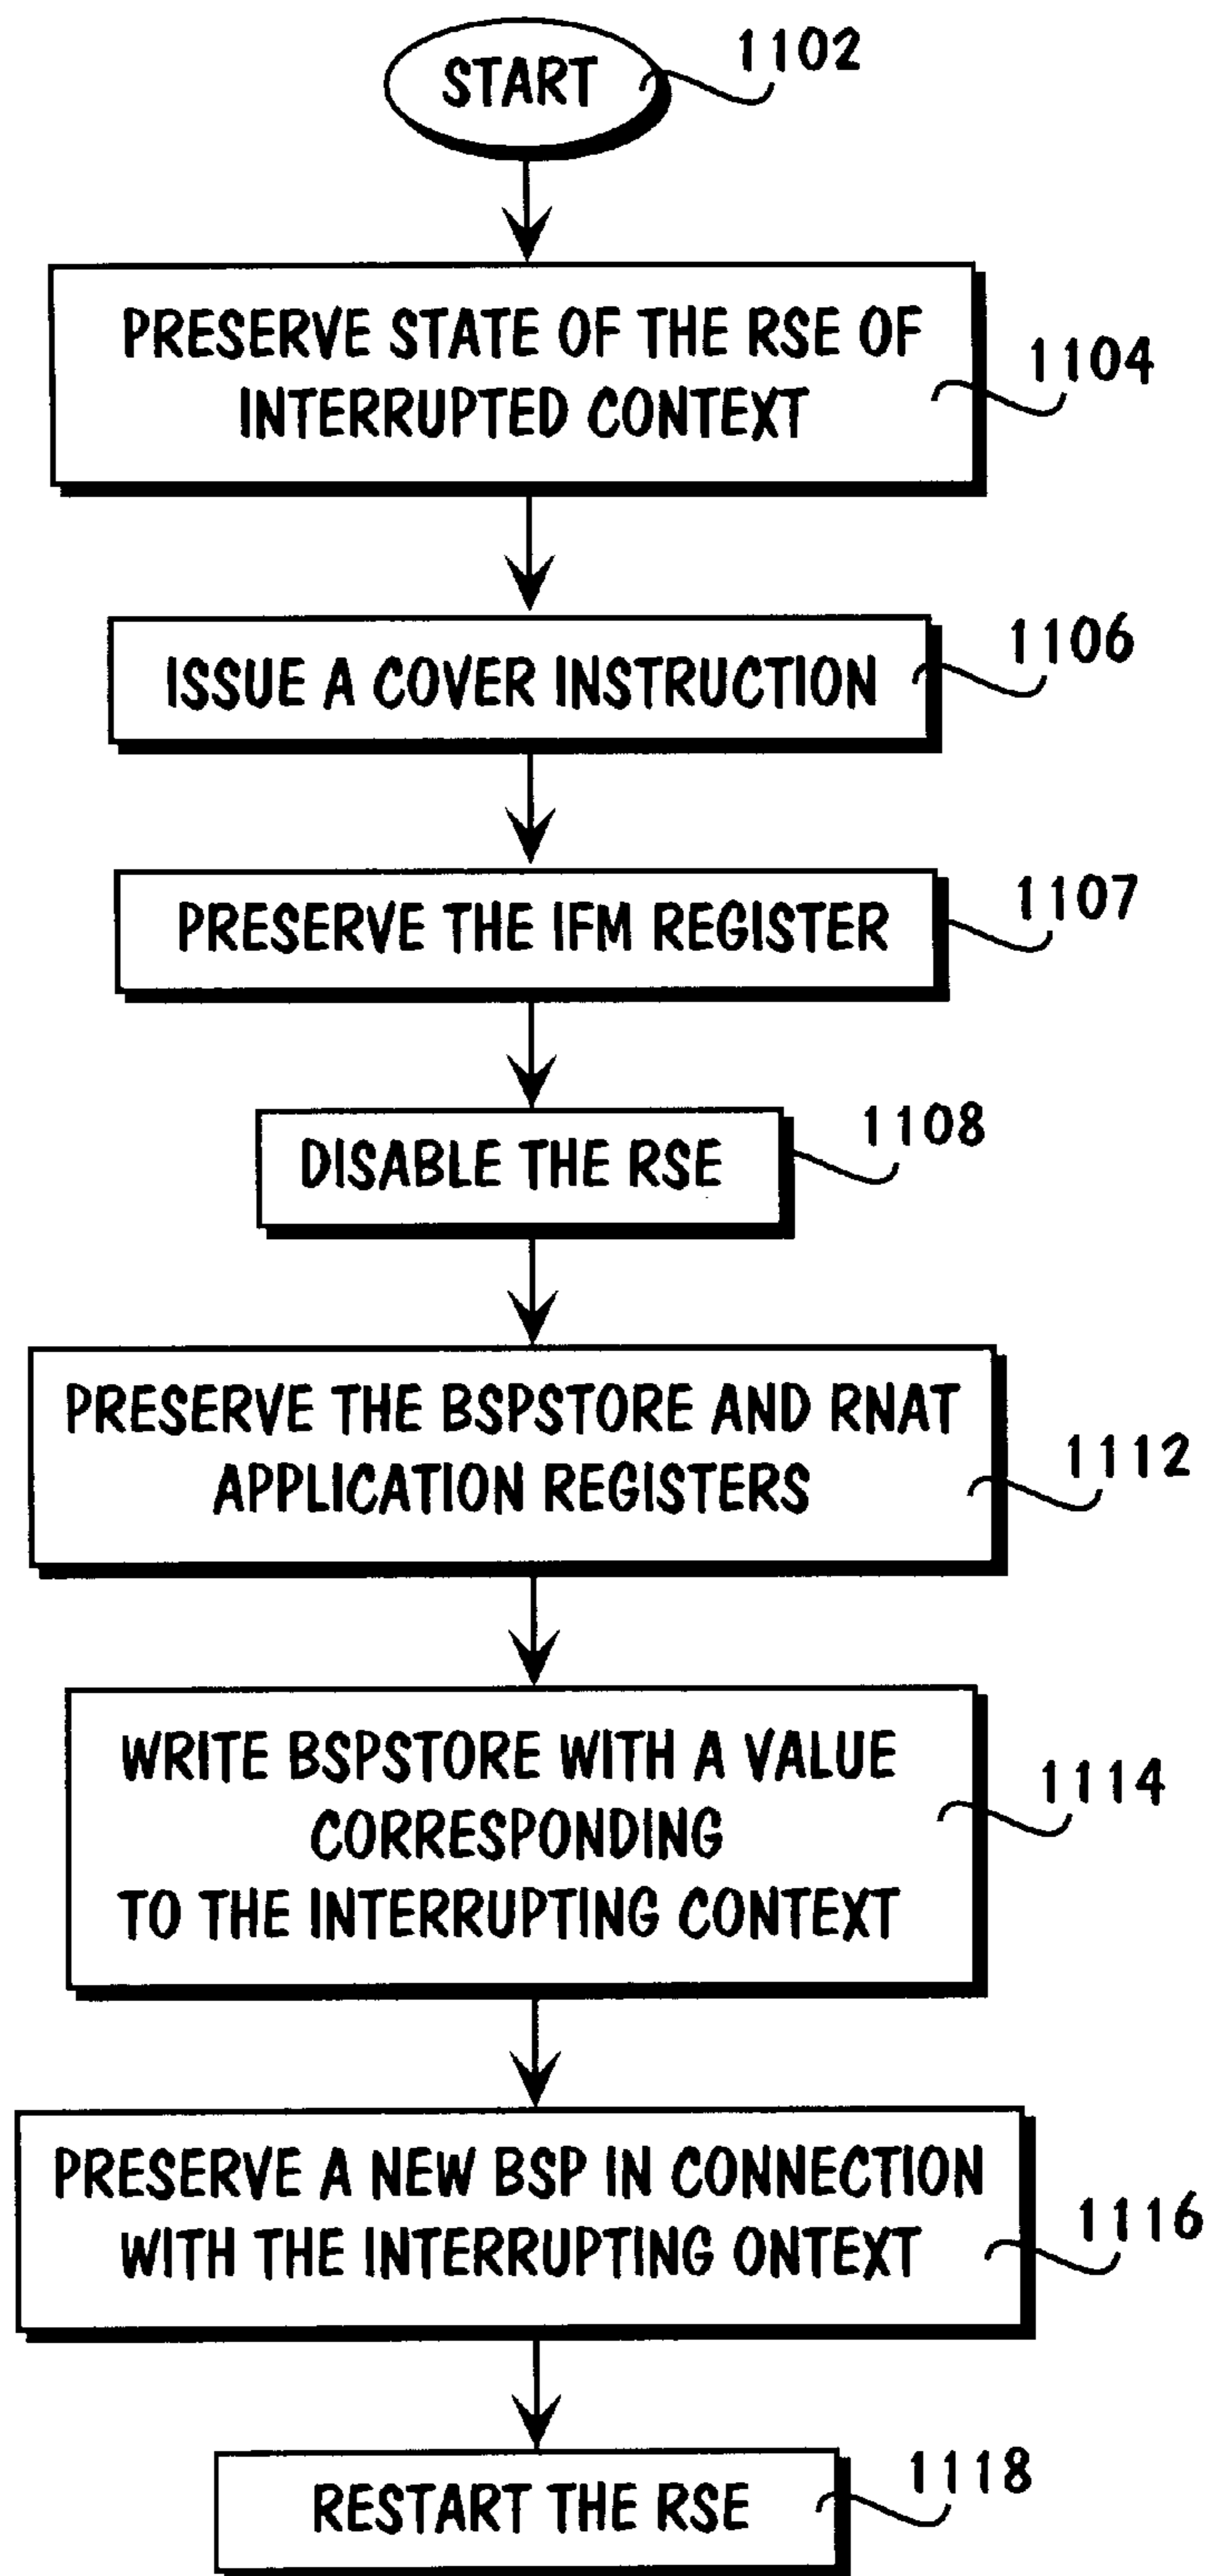 START
1102
PRESERVE STATE OF THE RSE OF
INTERRUPTED CONTEXT
1104
ISSUE A COVER INSTRUCTION
1106
PRESERVE THE IFM REGISTER
1107
DISABLE THE RSE
1108
PRESERVE THE BSPSTORE AND RNAT
APPLICATION REGISTERS
1112
WRITE BSPSTORE WITH A VALUE
CORRESPONDING
TO THE INTERRUPTING CONTEXT
1114
PRESERVE A NEW BSP IN CONNECTION
WITH THE INTERRUPTING ONTEXT
1116
RESTART THE RSE
1118